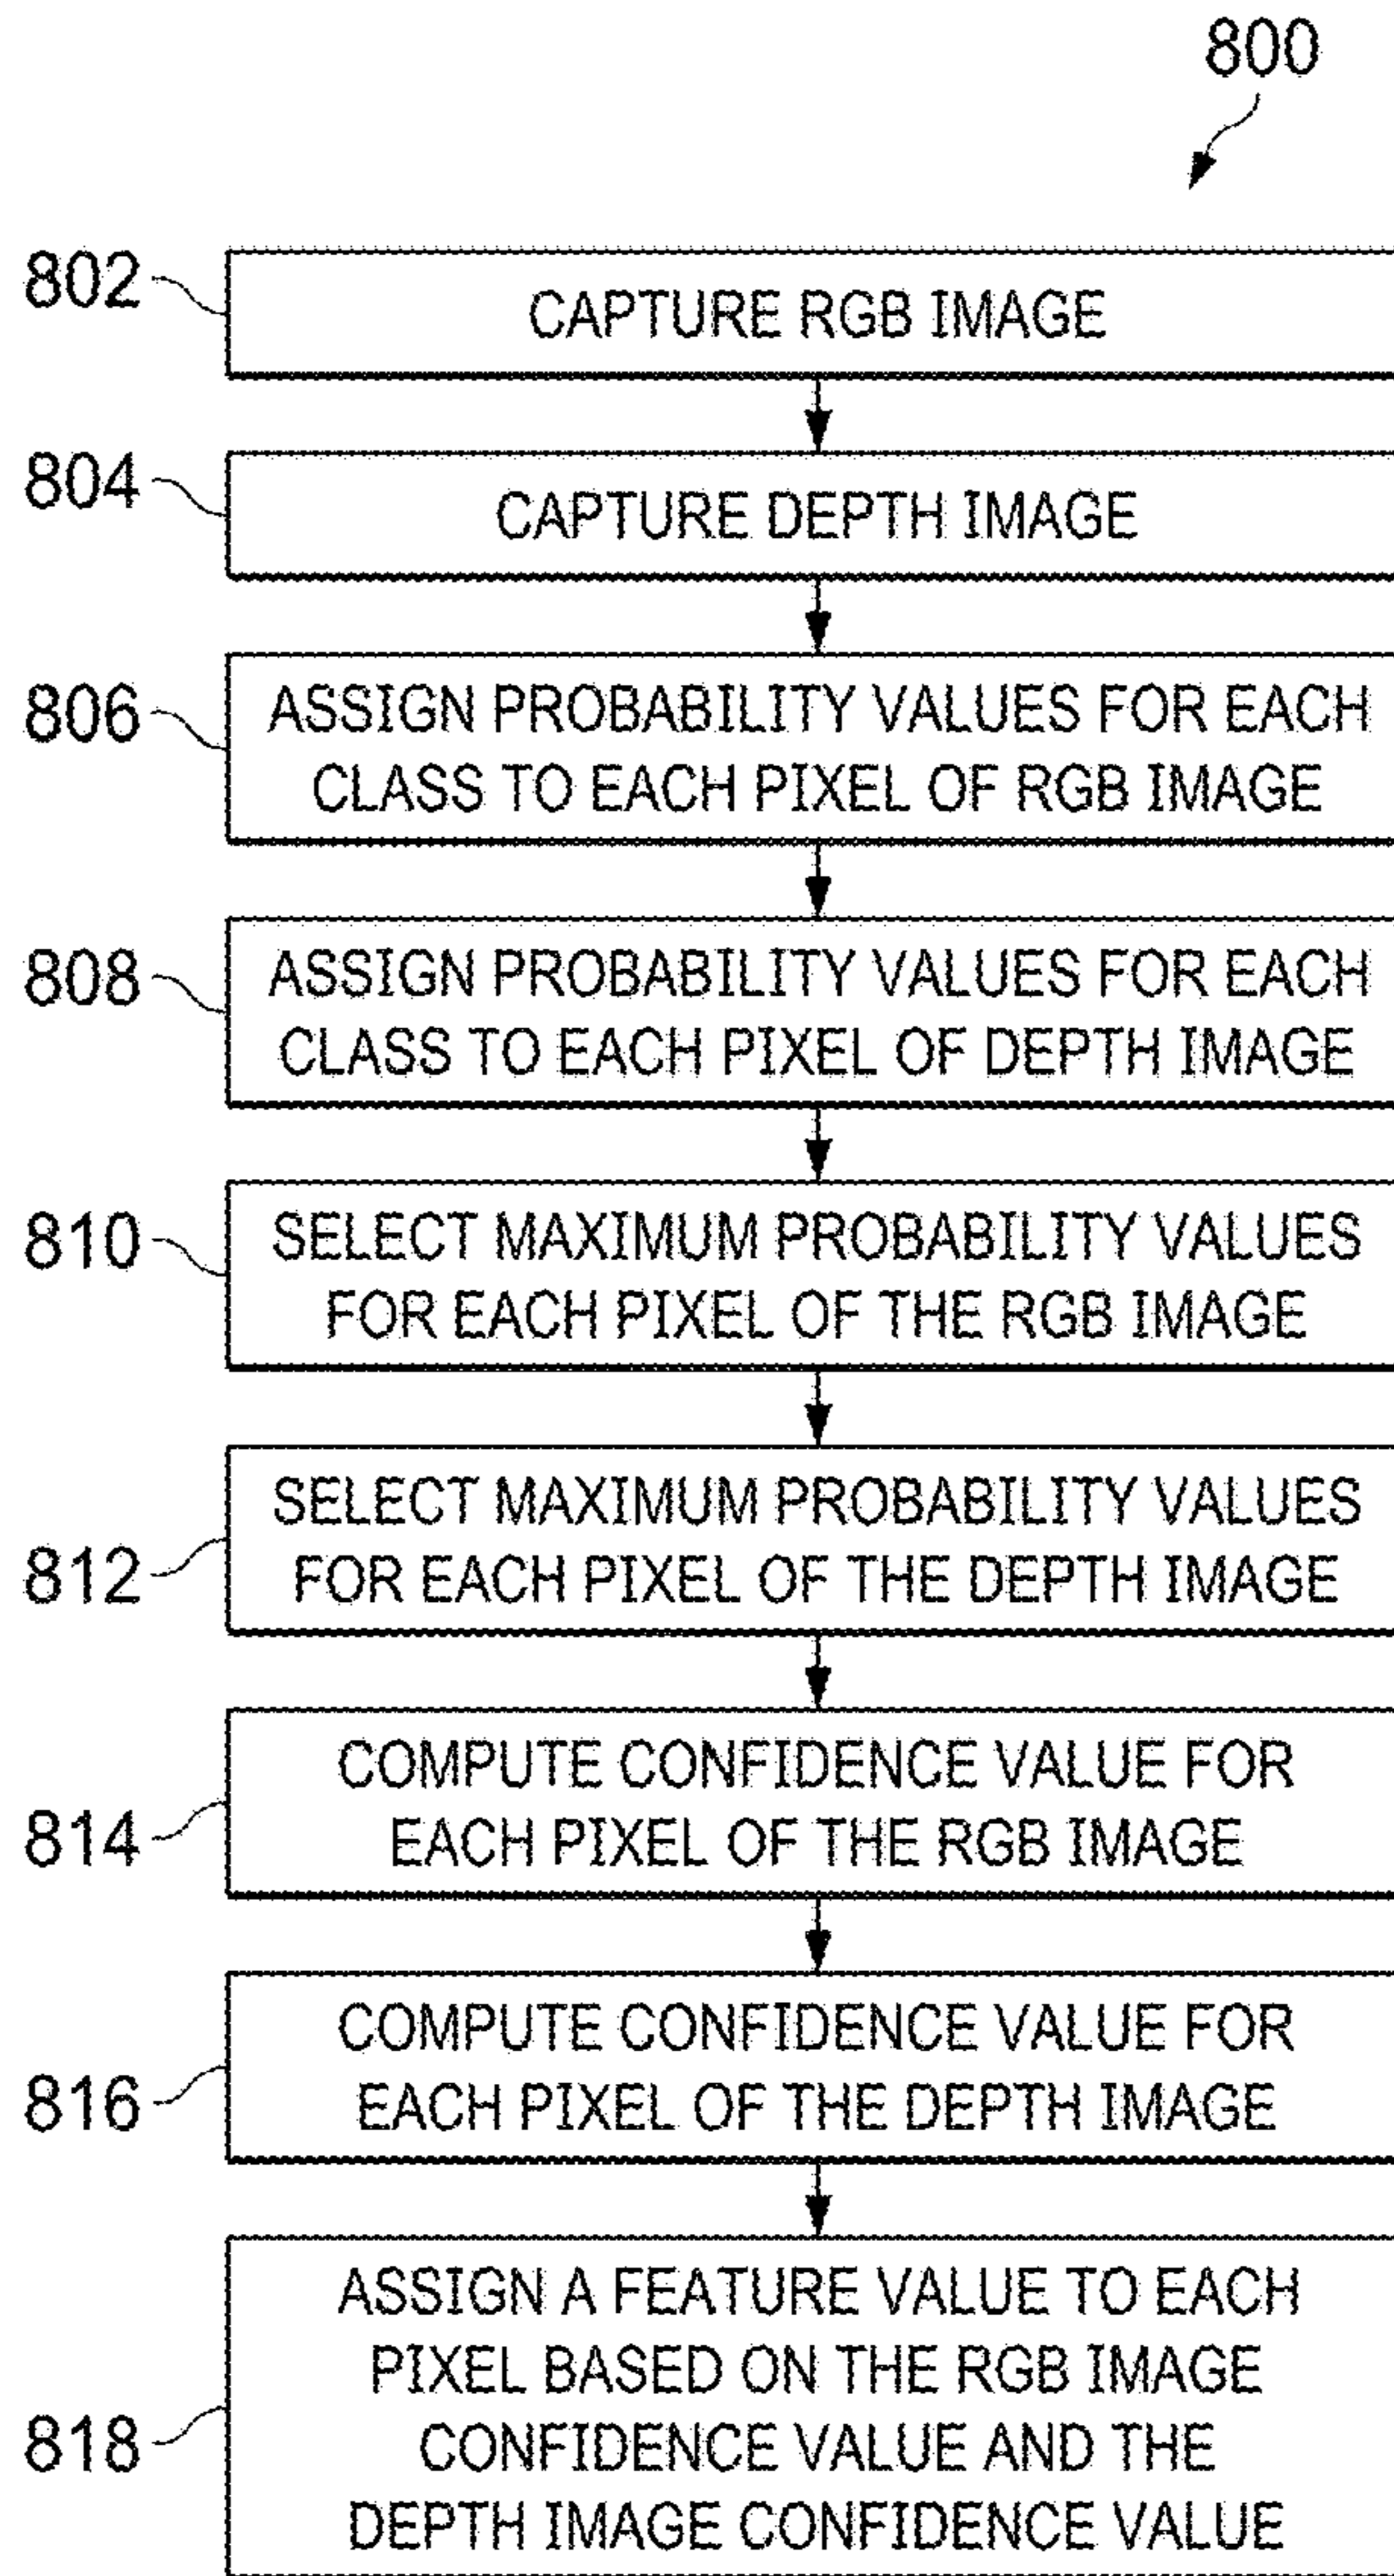 800
802
CAPTURE RGB IMAGE
804
CAPTURE DEPTH IMAGE
806
ASSIGN PROBABILITY VALUES FOR EACH
CLASS TO EACH PIXEL OF RGB IMAGE
808
ASSIGN PROBABILITY VALUES FOR EACH
CLASS TO EACH PIXEL OF DEPTH IMAGE
810
SELECT MAXIMUM PROBABILITY VALUES
FOR EACH PIXEL OF THE RGB IMAGE
812
SELECT MAXIMUM PROBABILITY VALUES
FOR EACH PIXEL OF THE DEPTH IMAGE
814
COMPUTE CONFIDENCE VALUE FOR
EACH PIXEL OF THE RGB IMAGE
816
COMPUTE CONFIDENCE VALUE FOR
EACH PIXEL OF THE DEPTH IMAGE
818
ASSIGN A FEATURE VALUE TO EACH
PIXEL BASED ON THE RGB IMAGE
CONFIDENCE VALUE AND THE
DEPTH IMAGE CONFIDENCE VALUE